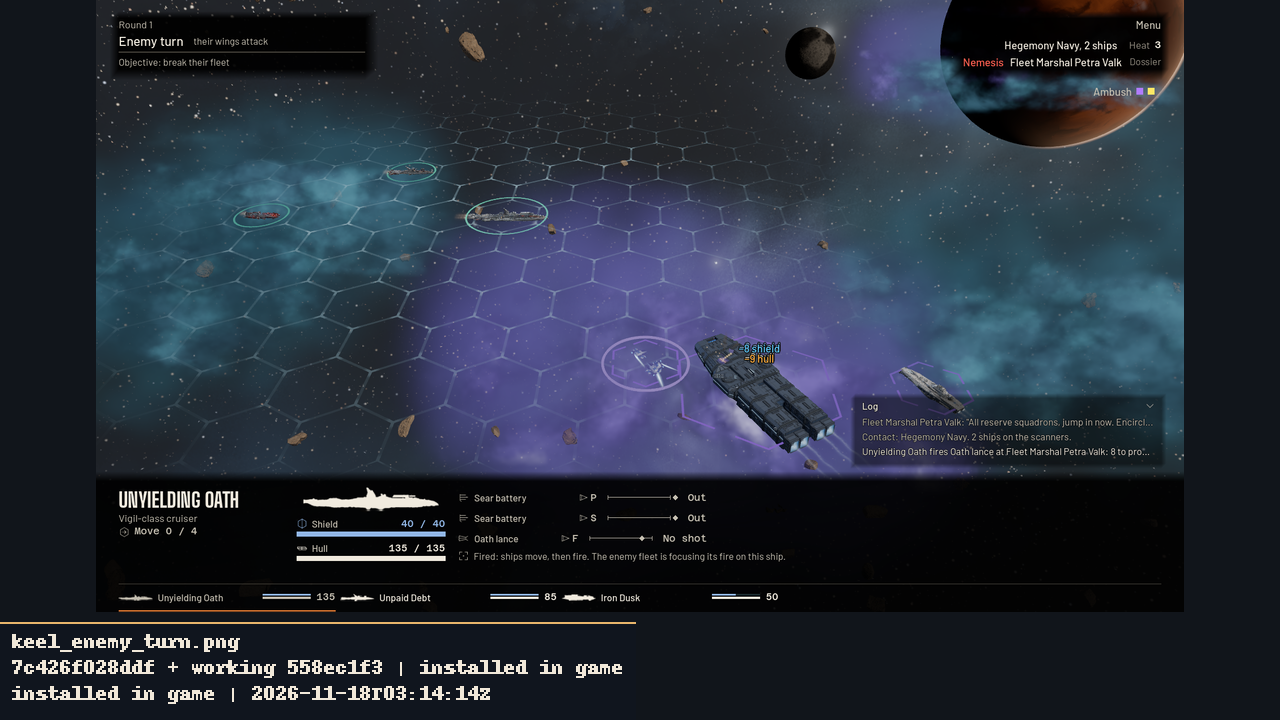 Round 1
Enemy turn their wings attack
Objective: break their fleet
Menu
Hegemony Navy, 2 ships Heat 3
Nemesis Fleet Marshal Petra Valk Dossier
Ambush
-8 shield
-9 hull
Log
Fleet Marshal Petra Valk: "All reserve squadrons, jump in now. Encircl...
Contact: Hegemony Navy. 2 ships on the scanners.
Unyielding Oath fires Oath lance at Fleet Marshal Petra Valk: 8 to pro...
UNYIELDING OATH
Vigil-class cruiser
Move 0 / 4
Shield 40 / 40
Hull 135 / 135
Sear battery P Out
Sear battery S Out
Oath lance F No shot
Fired: ships move, then fire. The enemy fleet is focusing its fire on this ship.
Unyielding Oath 135 Unpaid Debt 85 Iron Dusk 50
keel_enemy_turn.png
7c426f028ddf + working 558ec1f3 | installed in game
installed in game | 2026-11-18T03:14:14Z